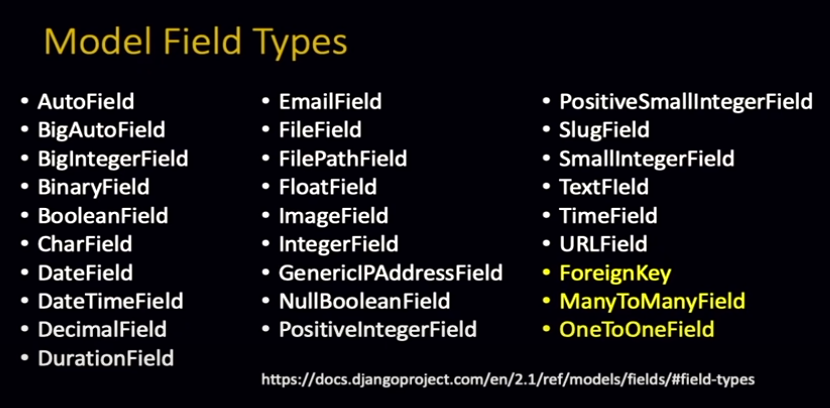 Model Field Types
• AutoField
• BigAutoField
• BigIntegerField
• BinaryField
• BooleanField
• CharField
• DateField
• DateTimeField
• DecimalField
• DurationField
• EmailField
• FileField
• FilePathField
• FloatField
• ImageField
• IntegerField
• GenericIPAddressField
• NullBooleanField
• PositiveIntegerField
• PositiveSmallIntegerField
• SlugField
• SmallIntegerField
• TextFIeld
• TimeField
• URLField
• ForeignKey
• ManyToManyField
• OneToOneField
https://docs.djangoproject.com/en/2.1/ref/models/fields/#field-types